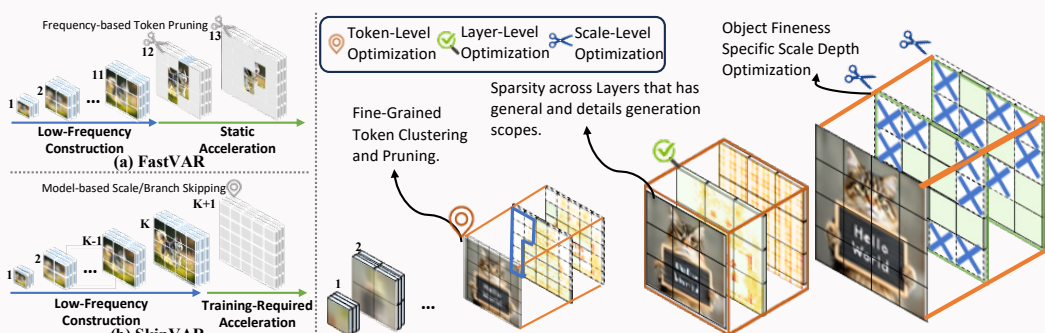 Frequency-based Token Pruning
1
2
...
11
12
13
Low-Frequency
Construction
Static
Acceleration
(a) FastVAR
Model-based Scale/Branch Skipping
1
2
...
K-1
K
K+1
Low-Frequency
Construction
Training-Required
Acceleration
(b) SkipVAR
Token-Level
Optimization
Layer-Level
Optimization
Scale-Level
Optimization
Fine-Grained
Token Clustering
and Pruning.
Sparsity across Layers that has
general and details generation
scopes.
Object Fineness
Specific Scale Depth
Optimization
1
2
...
Hello
World